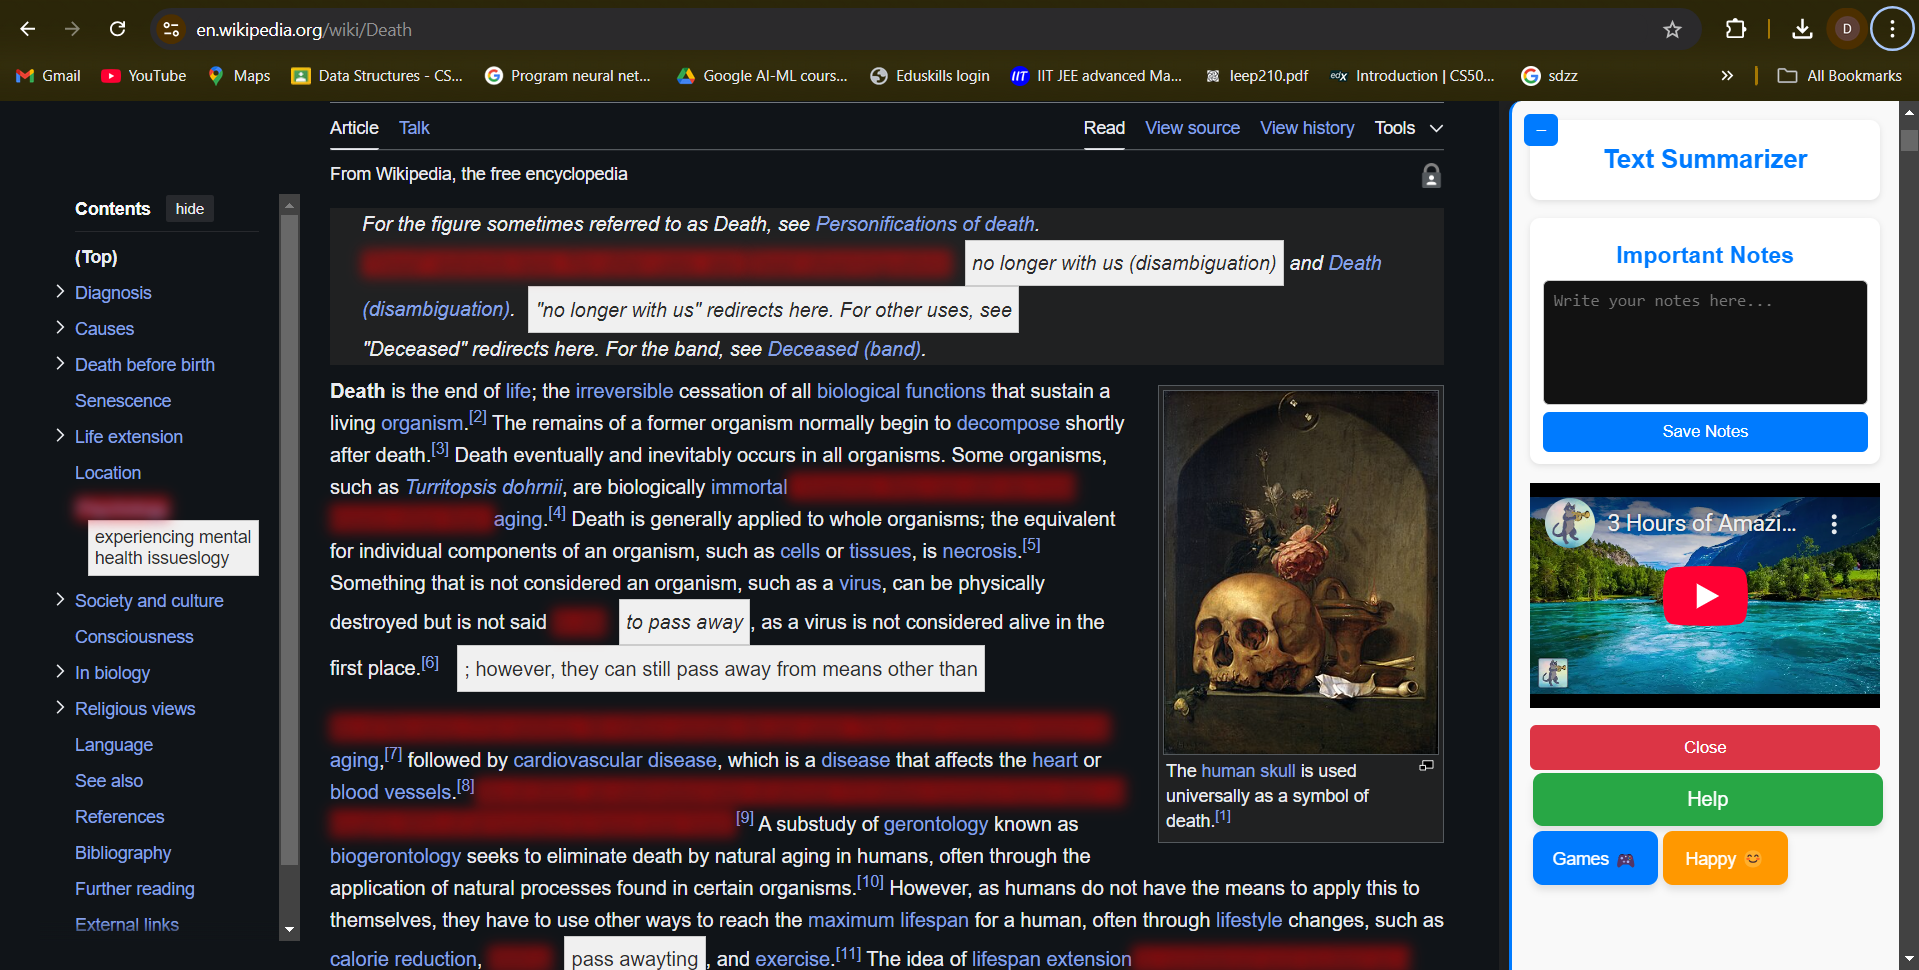 en.wikipedia.org/wiki/Death
D
Gmail
YouTube
Maps
Data Structures - CS...
Program neural net...
Google AI-ML cours...
Eduskills login
IIT JEE advanced Ma...
leep210.pdf
Introduction | CS50...
sdzz
All Bookmarks
Contents hide
(Top)
Diagnosis
Causes
Death before birth
Senescence
Life extension
Location
experiencing mental
health issueslogy
Society and culture
Consciousness
In biology
Religious views
Language
See also
References
Bibliography
Further reading
External links
Article Talk Read View source View history Tools
From Wikipedia, the free encyclopedia
For the figure sometimes referred to as Death, see Personifications of death.
no longer with us (disambiguation) and Death
(disambiguation). "no longer with us" redirects here. For other uses, see
"Deceased" redirects here. For the band, see Deceased (band).
Death is the end of life; the irreversible cessation of all biological functions that sustain a
living organism.[2] The remains of a former organism normally begin to decompose shortly
after death.[3] Death eventually and inevitably occurs in all organisms. Some organisms,
such as Turritopsis dohrnii, are biologically immortal
aging.[4] Death is generally applied to whole organisms; the equivalent
for individual components of an organism, such as cells or tissues, is necrosis.[5]
Something that is not considered an organism, such as a virus, can be physically
destroyed but is not said to pass away, as a virus is not considered alive in the
first place.[6] ; however, they can still pass away from means other than
aging,[7] followed by cardiovascular disease, which is a disease that affects the heart or
blood vessels.[8]
[9] A substudy of gerontology known as
biogerontology seeks to eliminate death by natural aging in humans, often through the
application of natural processes found in certain organisms.[10] However, as humans do not have the means to apply this to
themselves, they have to use other ways to reach the maximum lifespan for a human, often through lifestyle changes, such as
calorie reduction, pass awayting, and exercise.[11] The idea of lifespan extension
The human skull is used
universally as a symbol of
death.[1]
Text Summarizer
Important Notes
Write your notes here...
Save Notes
3 Hours of Amazi...
Close
Help
Games
Happy